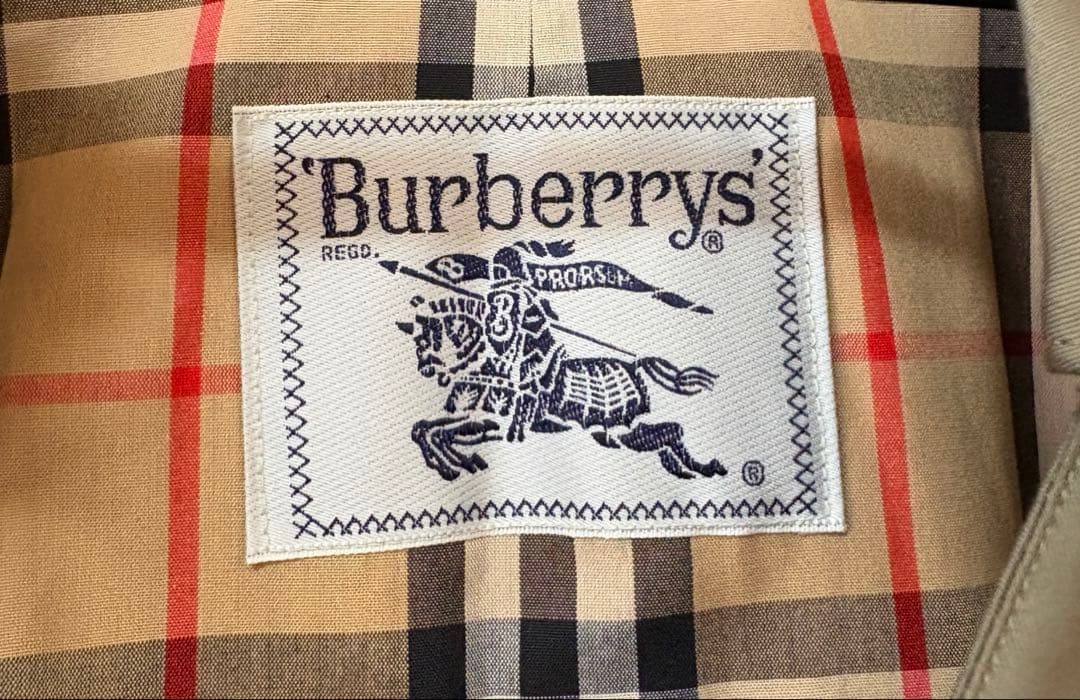 'Burberrys'
REGD. ®
B PRORSUM
®